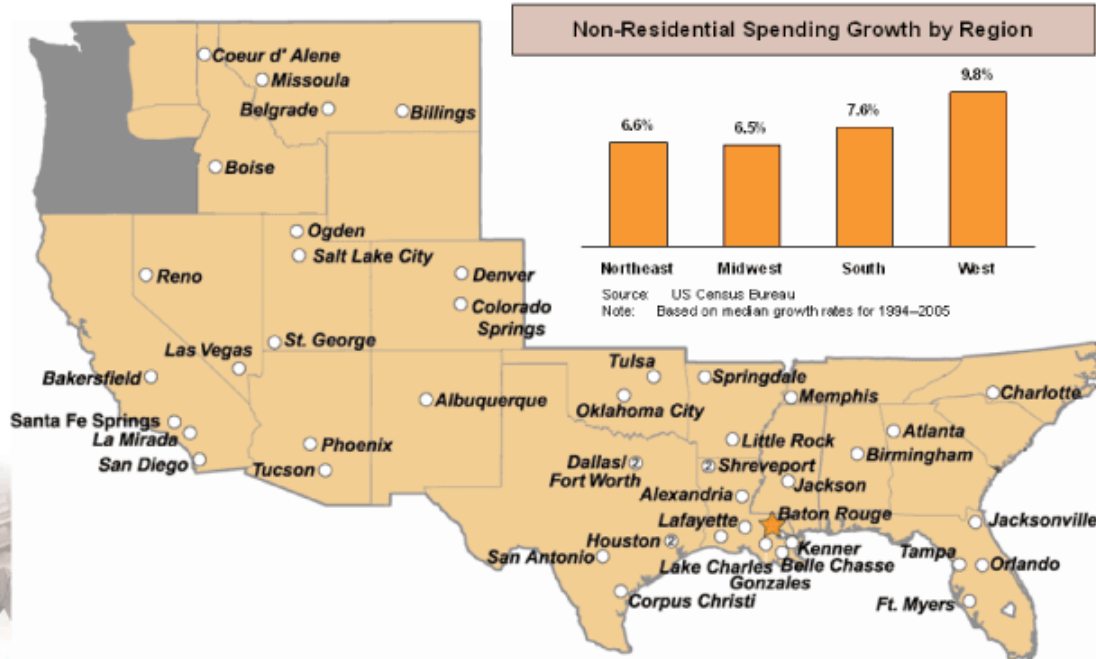 Non-Residential Spending Growth by Region
9.8%
7.6%
6.6%
6.5%
Northeast
Midwest
South
West
Source: US Census Bureau
Note: Based on median growth rates for 1994–2005
Coeur d' Alene
Missoula
Belgrade
Billings
Boise
Ogden
Salt Lake City
Reno
Denver
Colorado
Springs
St. George
Las Vegas
Bakersfield
Albuquerque
Santa Fe Springs
La Mirada
San Diego
Phoenix
Tucson
Tulsa
Springdale
Oklahoma City
Memphis
Charlotte
Little Rock
Atlanta
Birmingham
Dallas/
Fort Worth
2
2
Shreveport
Jackson
Alexandria
Baton Rouge
Lafayette
Jacksonville
Houston
2
Kenner
San Antonio
Lake Charles
Belle Chasse
Gonzales
Tampa
Orlando
Corpus Christi
Ft. Myers